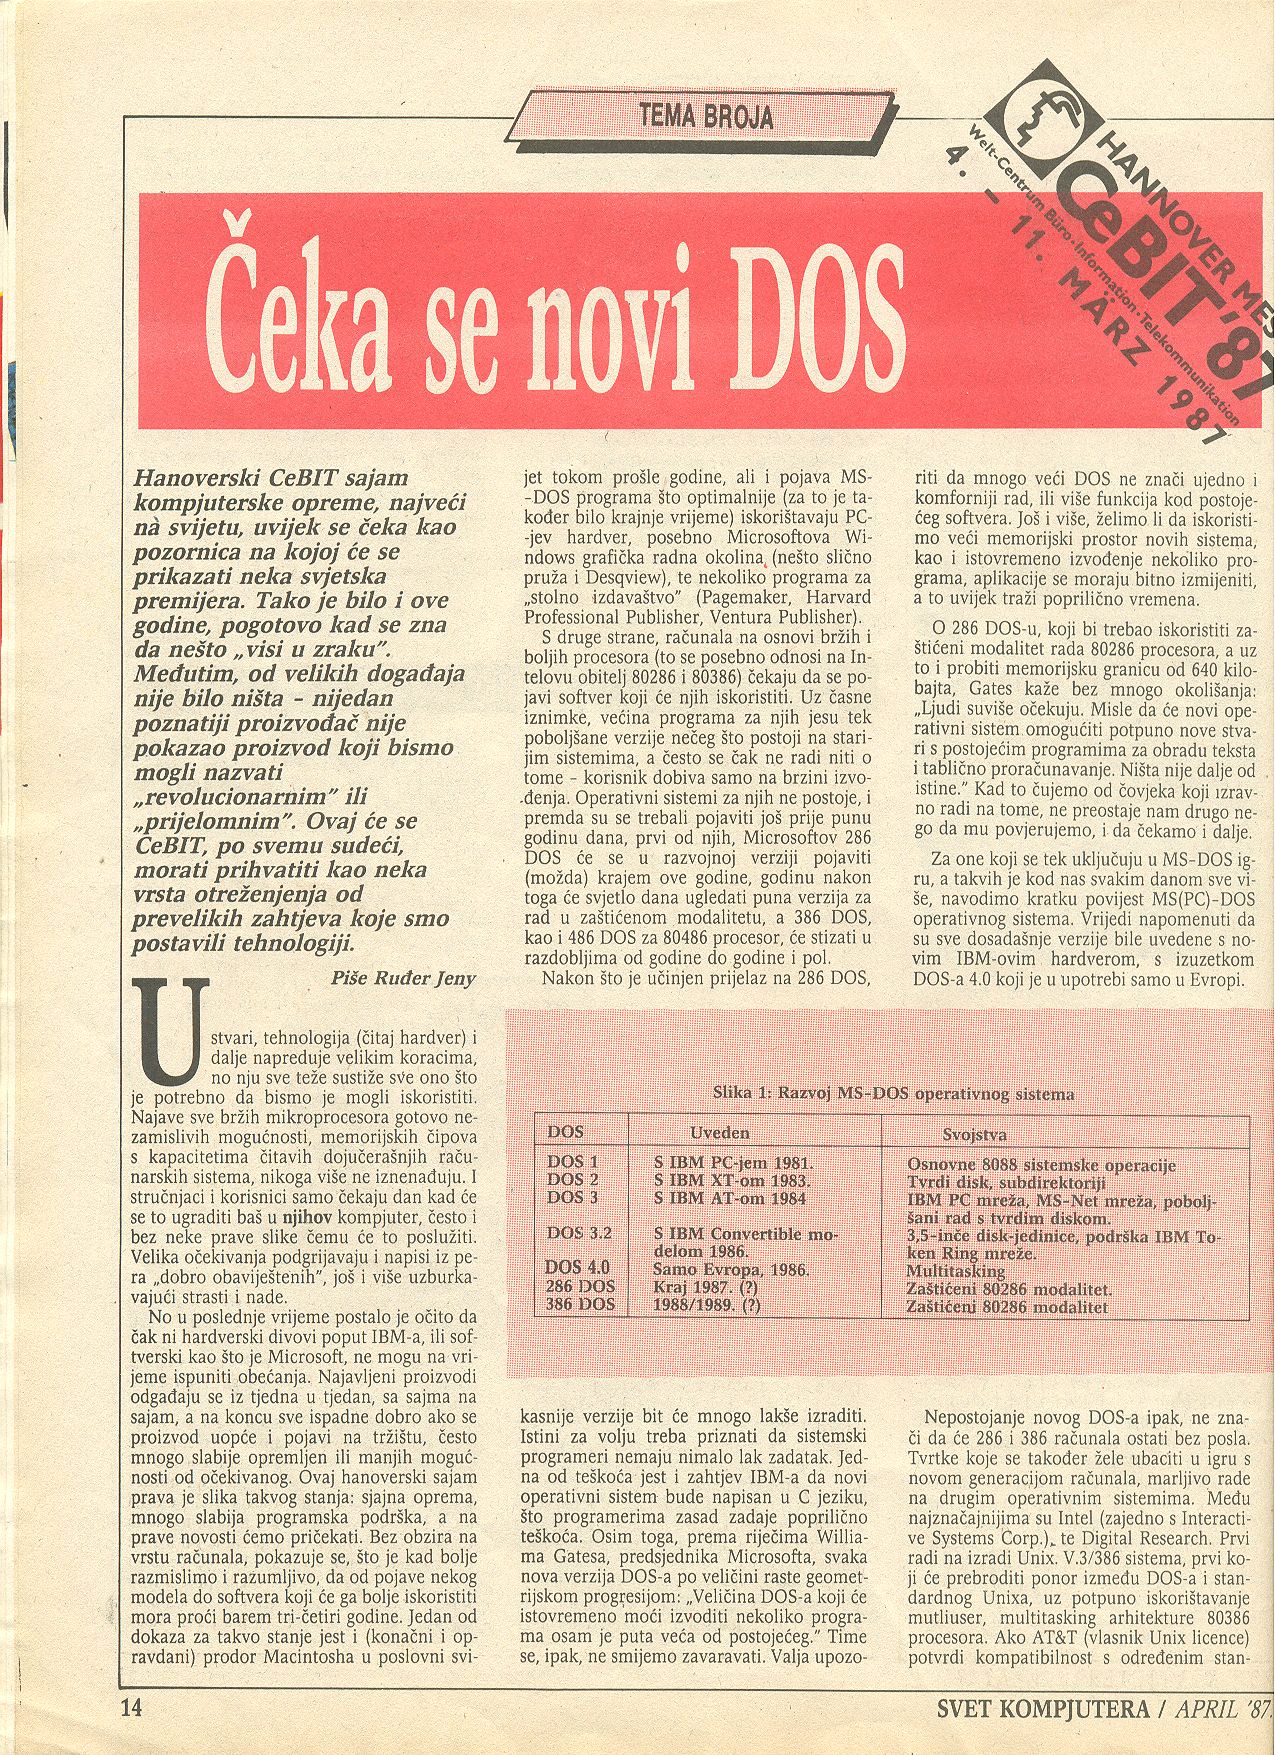 TEMA BROJA
HANNOVER MES
CeBIT'87
Welt-Centrum Büro·Information·Telekommunikation
4. - 11. MÄRZ 1987
Čeka se novi DOS
Hanoverski CeBIT sajam
kompjuterske opreme, najveći
nà svijetu, uvijek se čeka kao
pozornica na kojoj će se
prikazati neka svjetska
premijera. Tako je bilo i ove
godine, pogotovo kad se zna
da nešto „visi u zraku”.
Međutim, od velikih događaja
nije bilo ništa – nijedan
poznatiji proizvođač nije
pokazao proizvod koji bismo
mogli nazvati
„revolucionarnim” ili
„prijelomnim”. Ovaj će se
CeBIT, po svemu sudeći,
morati prihvatiti kao neka
vrsta otreženjenja od
prevelikih zahtjeva koje smo
postavili tehnologiji.
Piše Ruđer Jeny
U stvari, tehnologija (čitaj hardver) i
dalje napreduje velikim koracima,
no nju sve teže sustiže sve ono što
je potrebno da bismo je mogli iskoristiti.
Najave sve bržih mikroprocesora gotovo ne-
zamislivih mogućnosti, memorijskih čipova
s kapacitetima čitavih dojučerašnjih raču-
narskih sistema, nikoga više ne iznenađuju. I
stručnjaci i korisnici samo čekaju dan kad će
se to ugraditi baš u njihov kompjuter, često i
bez neke prave slike čemu će to poslužiti.
Velika očekivanja podgrijavaju i napisi iz pe-
ra „dobro obaviještenih”, još i više uzburka-
vajući strasti i nade.
No u poslednje vrijeme postalo je očito da
čak ni hardverski divovi poput IBM-a, ili sof-
tverski kao što je Microsoft, ne mogu na vri-
jeme ispuniti obećanja. Najavljeni proizvodi
odgađaju se iz tjedna u tjedan, sa sajma na
sajam, a na koncu sve ispadne dobro ako se
proizvod uopće i pojavi na tržištu, često
mnogo slabije opremljen ili manjih moguć-
nosti od očekivanog. Ovaj hanoverski sajam
prava je slika takvog stanja: sjajna oprema,
mnogo slabija programska podrška, a na
prave novosti ćemo pričekati. Bez obzira na
vrstu računala, pokazuje se, što je kad bolje
razmislimo i razumljivo, da od pojave nekog
modela do softvera koji će ga bolje iskoristiti
mora proći barem tri-četiri godine. Jedan od
dokaza za takvo stanje jest i (konačni i op-
ravdani) prodor Macintosha u poslovni svi-
jet tokom prošle godine, ali i pojava MS-
-DOS programa što optimalnije (za to je ta-
kođer bilo krajnje vrijeme) iskorištavaju PC-
-jev hardver, posebno Microsoftova Wi-
ndows grafička radna okolina, (nešto slično
pruža i Desqview), te nekoliko programa za
„stolno izdavaštvo” (Pagemaker, Harvard
Professional Publisher, Ventura Publisher).
S druge strane, računala na osnovi bržih i
boljih procesora (to se posebno odnosi na In-
telovu obitelj 80286 i 80386) čekaju da se po-
javi softver koji će njih iskoristiti. Uz časne
iznimke, većina programa za njih jesu tek
poboljšane verzije nečeg što postoji na stari-
jim sistemima, a često se čak ne radi niti o
tome – korisnik dobiva samo na brzini izvo-
đenja. Operativni sistemi za njih ne postoje, i
premda su se trebali pojaviti još prije punu
godinu dana, prvi od njih, Microsoftov 286
DOS će se u razvojnoj verziji pojaviti
(možda) krajem ove godine, godinu nakon
toga će svjetlo dana ugledati puna verzija za
rad u zaštićenom modalitetu, a 386 DOS,
kao i 486 DOS za 80486 procesor, će stizati u
razdobljima od godine do godine i pol.
Nakon što je učinjen prijelaz na 286 DOS,
riti da mnogo veći DOS ne znači ujedno i
komforniji rad, ili više funkcija kod postoje-
ćeg softvera. Još i više, želimo li da iskoristi-
mo veći memorijski prostor novih sistema,
kao i istovremeno izvođenje nekoliko pro-
grama, aplikacije se moraju bitno izmijeniti,
a to uvijek traži poprilično vremena.
O 286 DOS-u, koji bi trebao iskoristiti za-
štićeni modalitet rada 80286 procesora, a uz
to i probiti memorijsku granicu od 640 kilo-
bajta, Gates kaže bez mnogo okolišanja:
„Ljudi suviše očekuju. Misle da će novi ope-
rativni sistem omogućiti potpuno nove stva-
ri s postojećim programima za obradu teksta
i tablično proračunavanje. Ništa nije dalje od
istine.” Kad to čujemo od čovjeka koji izrav-
no radi na tome, ne preostaje nam drugo ne-
go da mu povjerujemo, i da čekamo i dalje.
Za one koji se tek uključuju u MS-DOS ig-
ru, a takvih je kod nas svakim danom sve vi-
še, navodimo kratku povijest MS(PC)-DOS
operativnog sistema. Vrijedi napomenuti da
su sve dosadašnje verzije bile uvedene s no-
vim IBM-ovim hardverom, s izuzetkom
DOS-a 4.0 koji je u upotrebi samo u Evropi.
Slika 1: Razvoj MS-DOS operativnog sistema
DOS Uveden Svojstva
DOS 1 S IBM PC-jem 1981. Osnovne 8088 sistemske operacije
DOS 2 S IBM XT-om 1983. Tvrdi disk, subdirektoriji
DOS 3 S IBM AT-om 1984 IBM PC mreža, MS-Net mreža, pobolj-
šani rad s tvrdim diskom.
DOS 3.2 S IBM Convertible mo- 3,5-inče disk-jedinice, podrška IBM To-
delom 1986. ken Ring mreže.
DOS 4.0 Samo Evropa, 1986. Multitasking
286 DOS Kraj 1987. (?) Zaštićeni 80286 modalitet.
386 DOS 1988/1989. (?) Zaštićeni 80286 modalitet
kasnije verzije bit će mnogo lakše izraditi.
Istini za volju treba priznati da sistemski
programeri nemaju nimalo lak zadatak. Jed-
na od teškoća jest i zahtjev IBM-a da novi
operativni sistem bude napisan u C jeziku,
što programerima zasad zadaje poprilično
teškoća. Osim toga, prema riječima Willia-
ma Gatesa, predsjednika Microsofta, svaka
nova verzija DOS-a po veličini raste geomet-
rijskom progresijom: „Veličina DOS-a koji će
istovremeno moći izvoditi nekoliko progra-
ma osam je puta veća od postojećeg.” Time
se, ipak, ne smijemo zavaravati. Valja upozo-
Nepostojanje novog DOS-a ipak, ne zna-
či da će 286 i 386 računala ostati bez posla.
Tvrtke koje se također žele ubaciti u igru s
novom generacijom računala, marljivo rade
na drugim operativnim sistemima. Među
najznačajnijima su Intel (zajedno s Interacti-
ve Systems Corp.), te Digital Research. Prvi
radi na izradi Unix. V.3/386 sistema, prvi ko-
ji će prebroditi ponor između DOS-a i stan-
dardnog Unixa, uz potpuno iskorištavanje
mutliuser, multitasking arhitekture 80386
procesora. Ako AT&T (vlasnik Unix licence)
potvrdi kompatibilnost s određenim stan-
14
SVET KOMPJUTERA / APRIL '87.